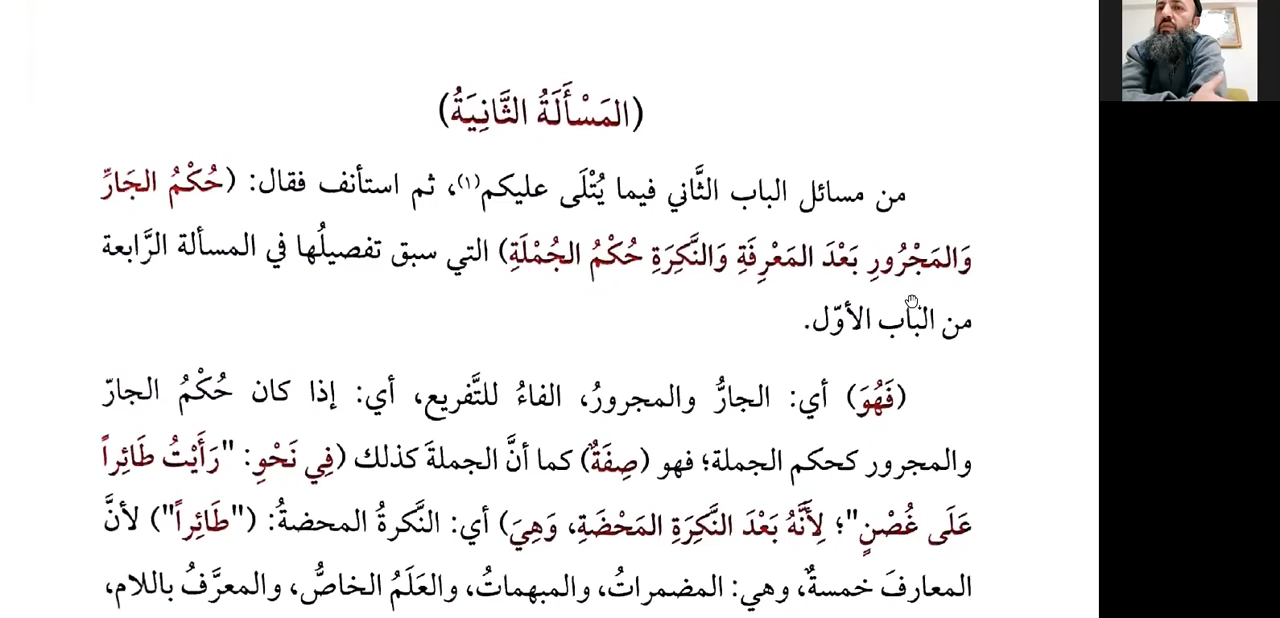 (المَسْأَلَةُ الثَّانِيَةُ)
من مسائل الباب الثَّاني فيما يُتْلَى عليكم(١)، ثم استأنف فقال: (حُكْمُ الجَارِّ
وَالمَجْرُورِ بَعْدَ المَعْرِفَةِ وَالنَّكِرَةِ حُكْمُ الجُمْلَةِ) التي سبق تفصيلُها في المسألة الرَّابعة
من الباب الأوّل.
(فَهُوَ) أي: الجارُّ والمجرورُ، الفاءُ للتَّفريع، أي: إذا كان حُكْمُ الجارّ
والمجرور كحكم الجملة؛ فهو (صِفَةٌ) كما أنَّ الجملةَ كذلك (فِي نَحْوِ: "رَأَيْتُ طَائِراً
عَلَى غُصْنٍ"؛ لِأَنَّهُ بَعْدَ النَّكِرَةِ المَحْضَةِ، وَهِيَ) أي: النَّكرةُ المحضةُ: ("طَائِراً") لأنَّ
المعارفَ خمسةٌ، وهي: المضمراتُ، والمبهماتُ، والعَلَمُ الخاصُّ، والمعرَّفُ باللام،